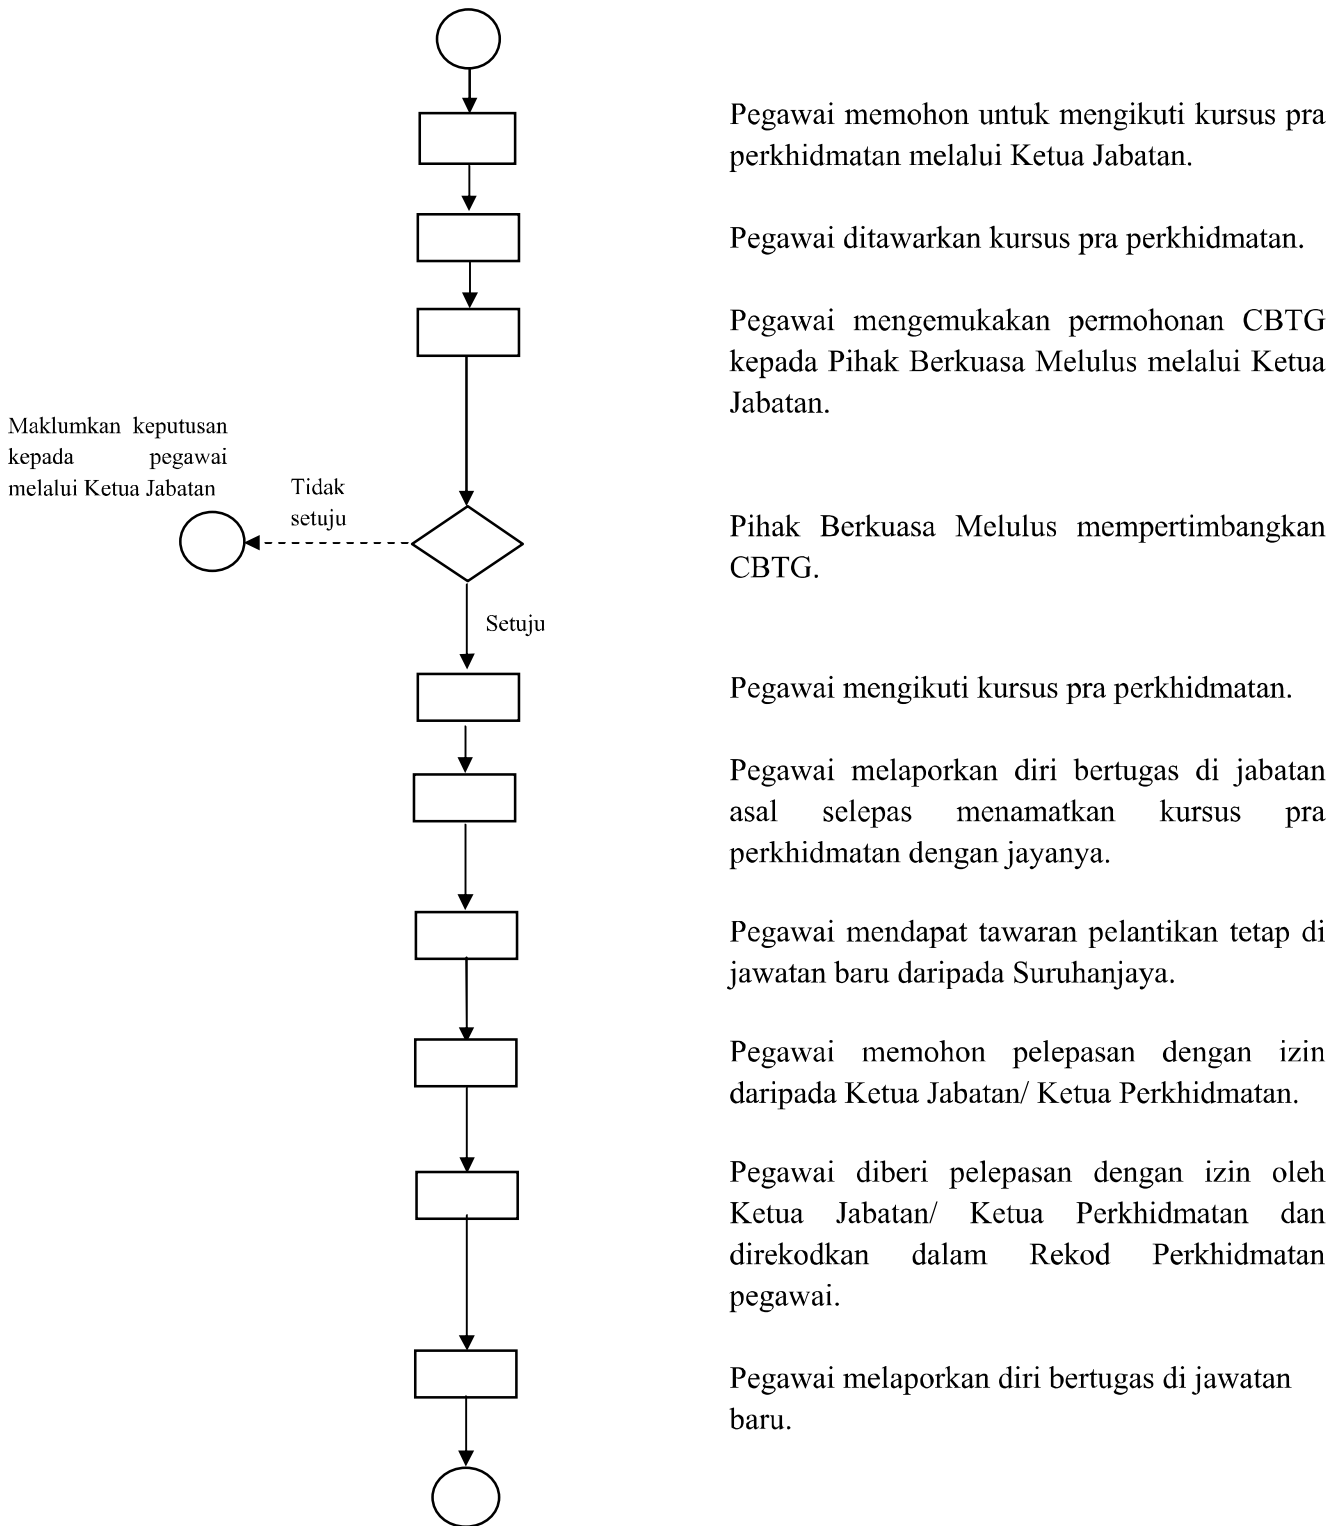 Pegawai memohon untuk mengikuti kursus pra
perkhidmatan melalui Ketua Jabatan.
Pegawai ditawarkan kursus pra perkhidmatan.
Pegawai mengemukakan permohonan CBTG
kepada Pihak Berkuasa Melulus melalui Ketua
Jabatan.
Maklumkan keputusan
kepada pegawai
melalui Ketua Jabatan
Tidak
setuju
Pihak Berkuasa Melulus mempertimbangkan
CBTG.
Setuju
Pegawai mengikuti kursus pra perkhidmatan.
Pegawai melaporkan diri bertugas di jabatan
asal selepas menamatkan kursus pra
perkhidmatan dengan jayanya.
Pegawai mendapat tawaran pelantikan tetap di
jawatan baru daripada Suruhanjaya.
Pegawai memohon pelepasan dengan izin
daripada Ketua Jabatan/ Ketua Perkhidmatan.
Pegawai diberi pelepasan dengan izin oleh
Ketua Jabatan/ Ketua Perkhidmatan dan
direkodkan dalam Rekod Perkhidmatan
pegawai.
Pegawai melaporkan diri bertugas di jawatan
baru.